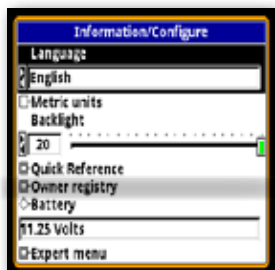 Information/Configure
Language
English
Metric units
Backlight
20
Quick Reference
Owner registry
Battery
11.25 Volts
Expert menu